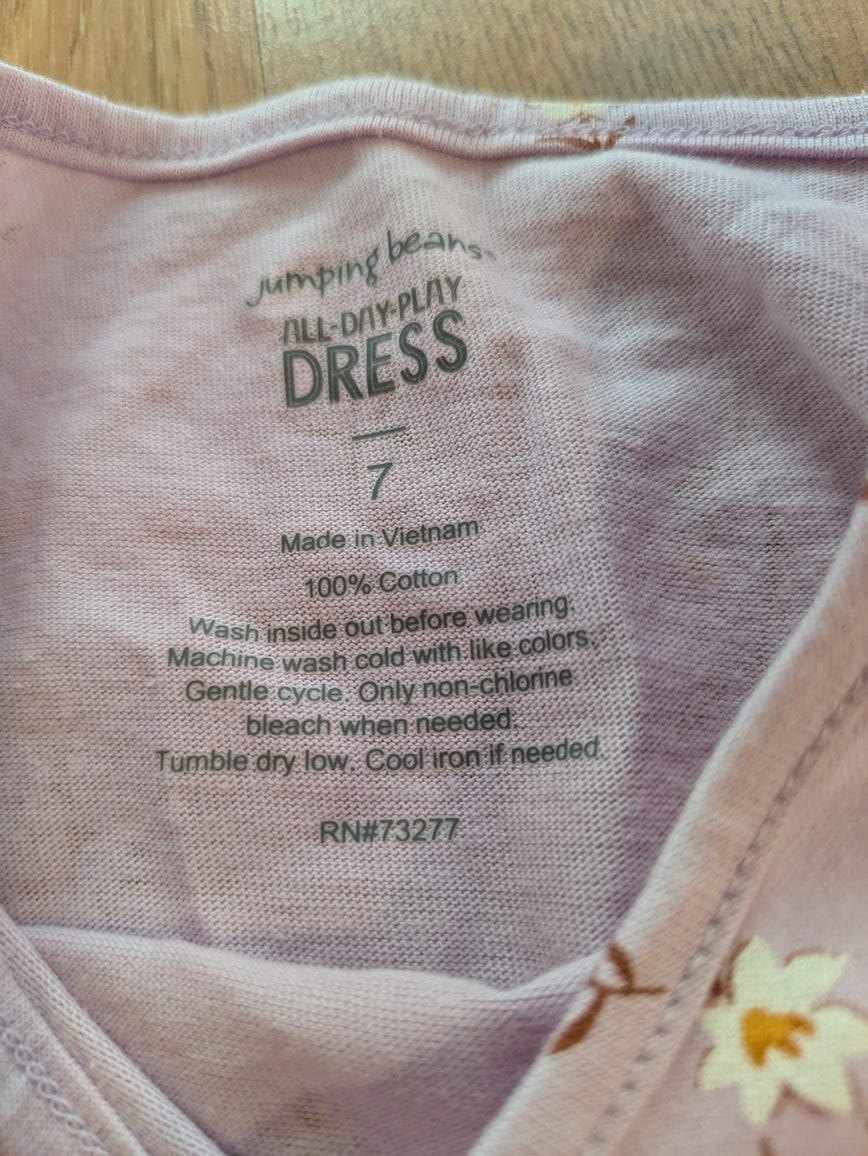 jumping beans™
ALL-DAY-PLAY
DRESS
7
Made in Vietnam
100% Cotton
Wash inside out before wearing.
Machine wash cold with like colors.
Gentle cycle. Only non-chlorine
bleach when needed.
Tumble dry low. Cool iron if needed.
RN#73277